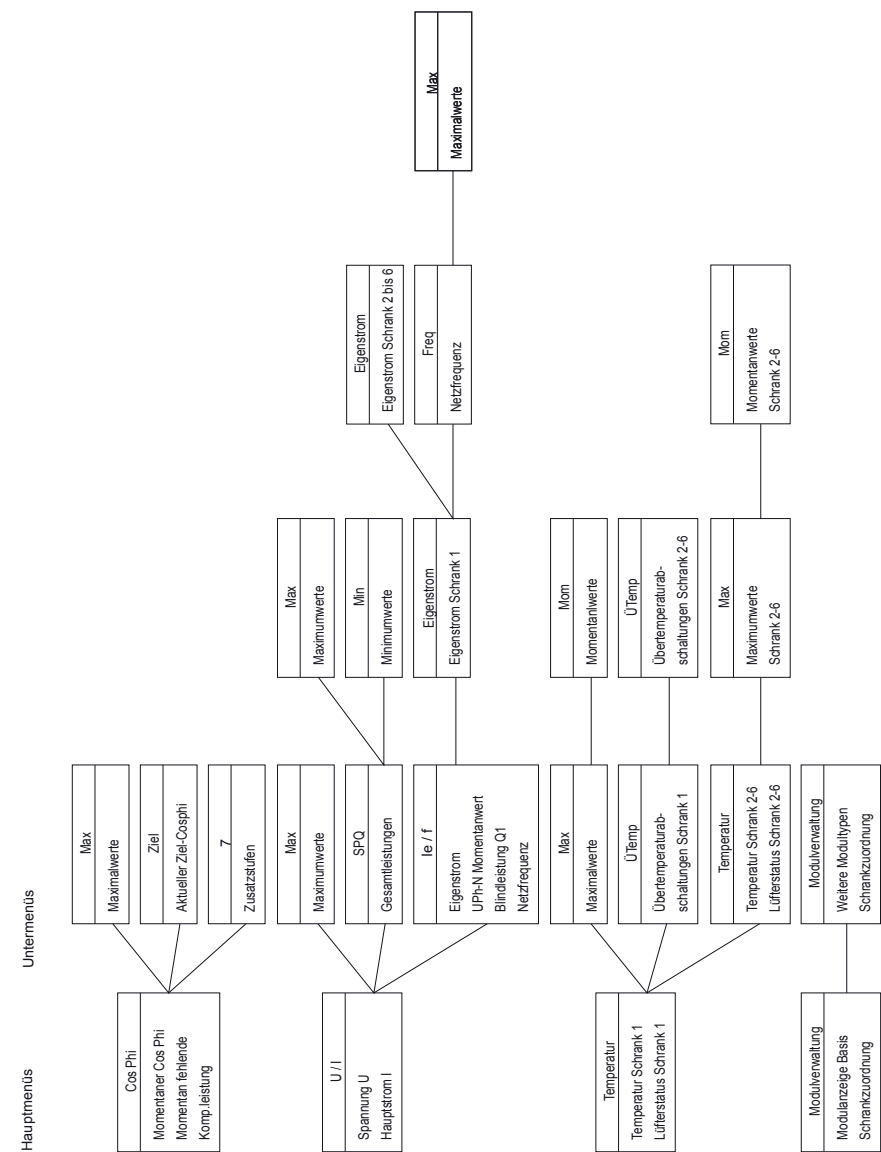 Hauptmenüs
Untermenüs
Cos Phi
Momentaner Cos Phi
Momentan fehlende
Komp.leistung
Max
Maximalwerte
Ziel
Aktueller Ziel-Cosphi
7
Zusatzstufen
U / I
Spannung U
Hauptstrom I
Max
Maximumwerte
SPQ
Gesamtleistungen
Ie / f
Eigenstrom
UPh-N Momentanwert
Blindleistung Q1
Netzfrequenz
Max
Maximumwerte
Min
Minimumwerte
Eigenstrom
Eigenstrom Schrank 1
Eigenstrom
Eigenstrom Schrank 2 bis 6
Freq
Netzfrequenz
Max
Maximalwerte
Temperatur
Temperatur Schrank 1
Lüfterstatus Schrank 1
Max
Maximalwerte
ÜTemp
Übertemperaturab-
schaltungen Schrank 1
Temperatur
Temperatur Schrank 2-6
Lüfterstatus Schrank 2-6
Mom
Momentanlwerte
ÜTemp
Übertemperaturab-
schaltungen Schrank 2-6
Max
Maximumwerte
Schrank 2-6
Mom
Momentanwerte
Schrank 2-6
Modulverwaltung
Modulanzeige Basis
Schrankzuordnung
Modulverwaltung
Weitere Modultypen
Schrankzuordnung